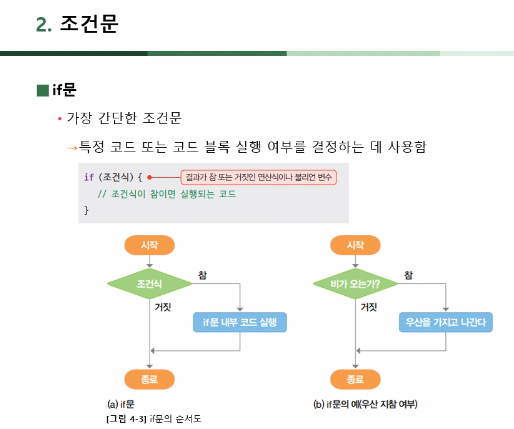 2. 조건문
■ if문
• 가장 간단한 조건문
→특정 코드 또는 코드 블록 실행 여부를 결정하는 데 사용함
if (조건식) { 결과가 참 또는 거짓인 연산식이나 불리언 변수
// 조건식이 참이면 실행되는 코드
}
시작
조건식
참
거짓
if문 내부 코드 실행
종료
(a) if문
시작
비가 오는가?
참
거짓
우산을 가지고 나간다
종료
(b) if문의 예(우산 지참 여부)
[그림 4-3] if문의 순서도